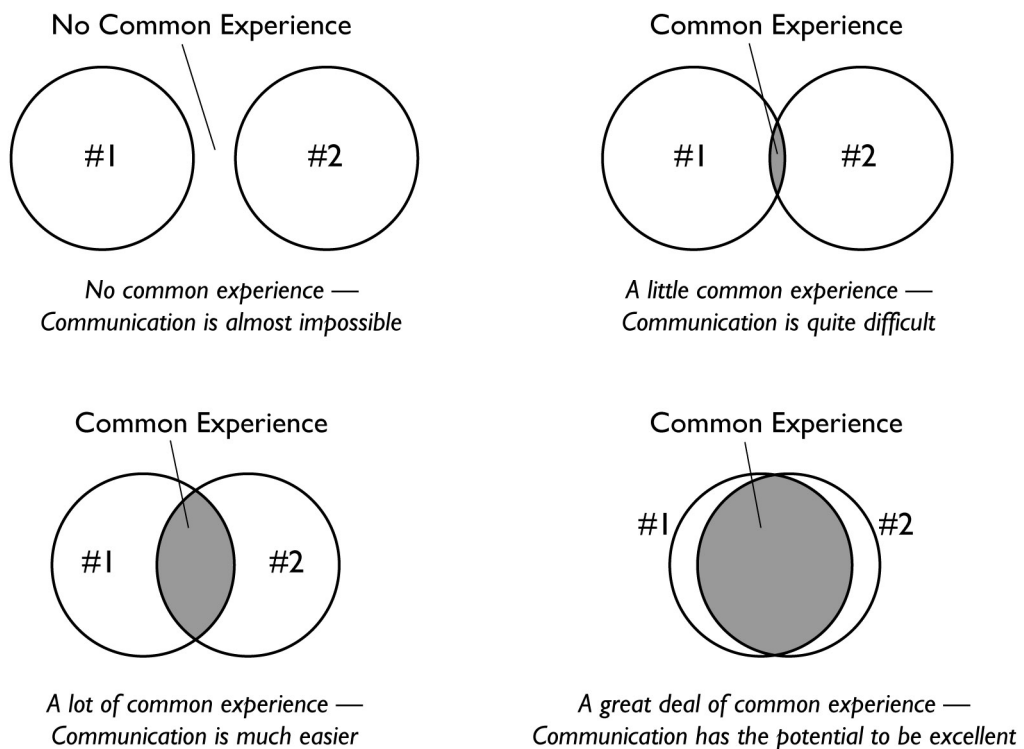 No Common Experience
#1
#2
No common experience —
Communication is almost impossible
Common Experience
#1
#2
A little common experience —
Communication is quite difficult
Common Experience
#1
#2
A lot of common experience —
Communication is much easier
Common Experience
#1
#2
A great deal of common experience —
Communication has the potential to be excellent